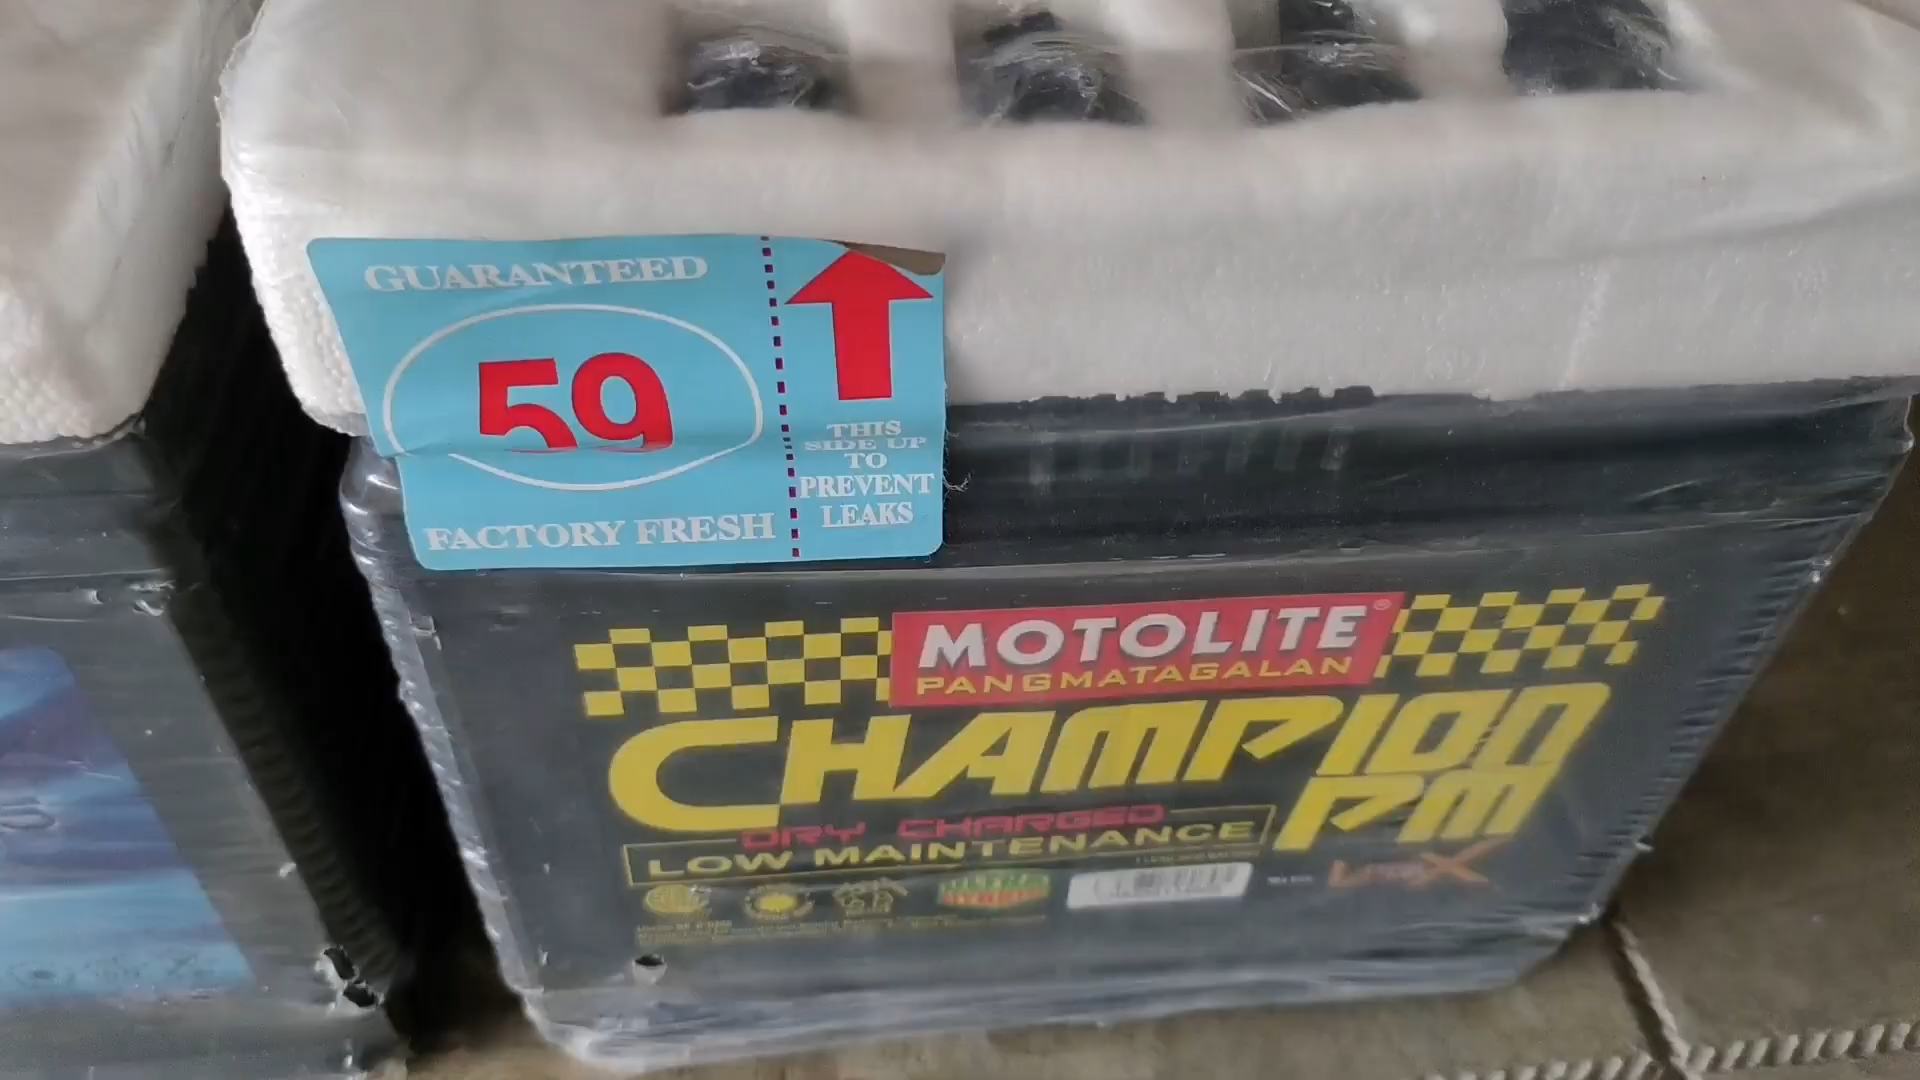 GUARANTEED
59
FACTORY FRESH
THIS
SIDE UP
TO
PREVENT
LEAKS
MOTOLITE®
PANGMATAGALAN
CHAMPION
PM
DRY CHARGED
LOW MAINTENANCE